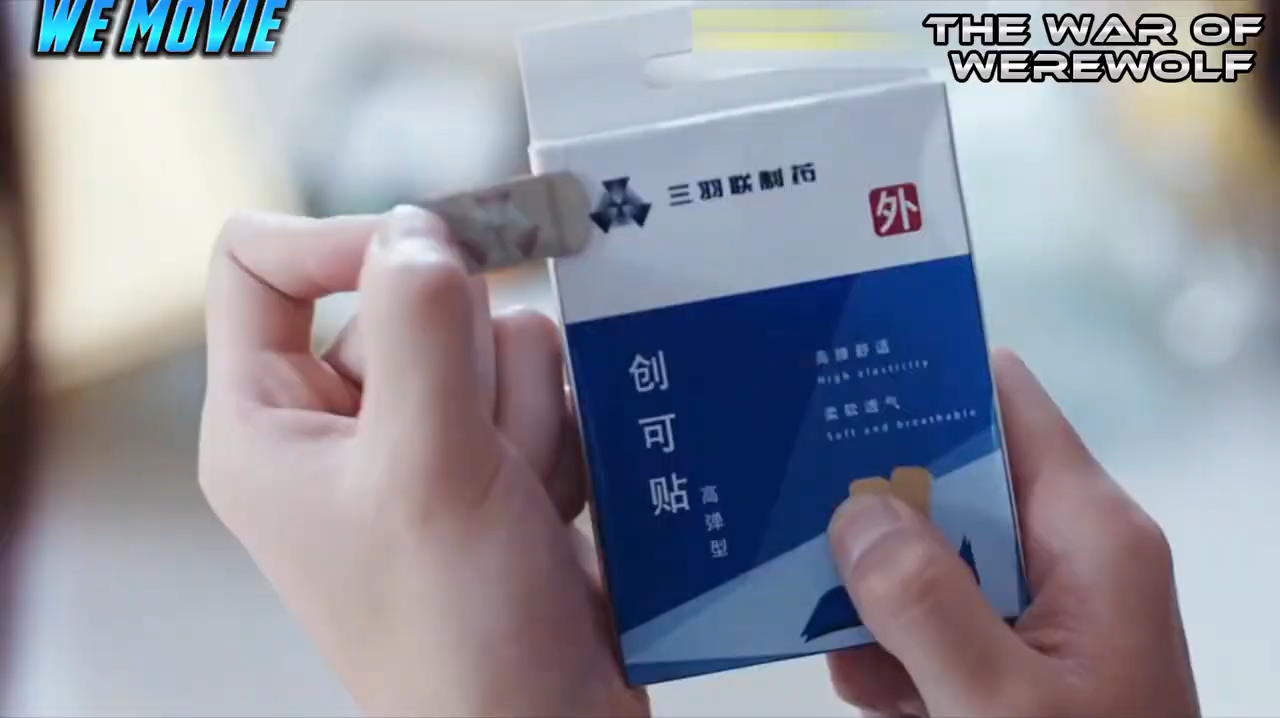 WE MOVIE
THE WAR OF
WEREWOLF
三羽联制药
外
创可贴
高弹型
高弹舒适
High elasticity
柔软透气
Soft and breathable